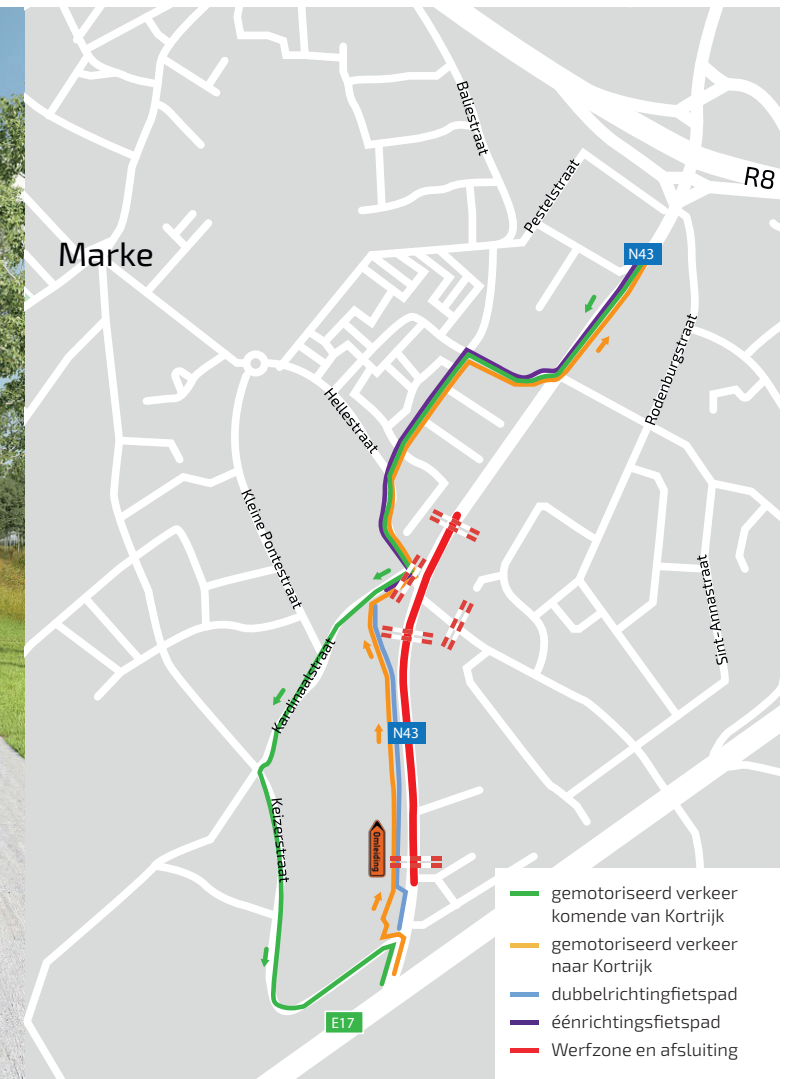 Baliestraat
R8
Pestelstraat
Marke
N43
Rodenburgstraat
Hellestraat
Kleine Pontestraat
Sint-Annastraat
Kardinaalstraat
N43
Keizerstraat
Omleiding
E17
gemotoriseerd verkeer
komende van Kortrijk
gemotoriseerd verkeer
naar Kortrijk
dubbelrichtingfietspad
éénrichtingsfietspad
Werfzone en afsluiting